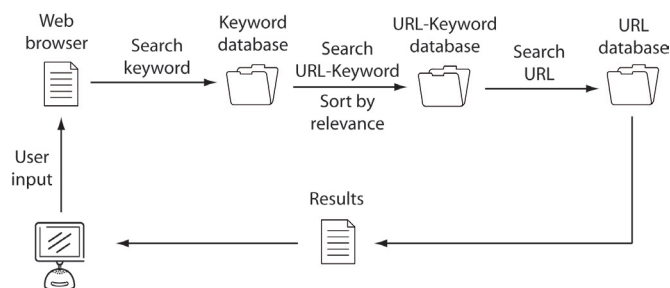 Web
browser
Search
keyword
Keyword
database
Search
URL-Keyword
Sort by
relevance
URL-Keyword
database
Search
URL
URL
database
User
input
Results